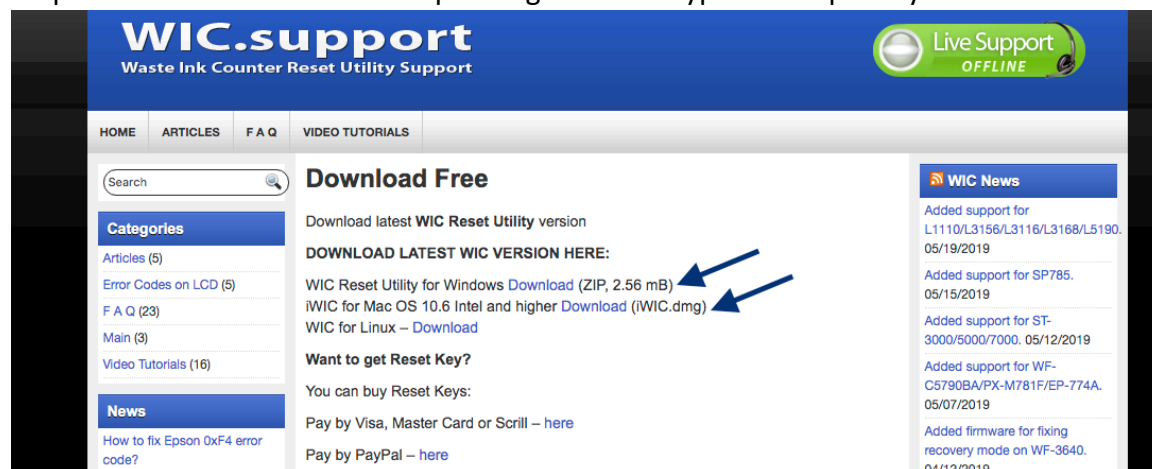 WIC.support
Waste Ink Counter Reset Utility Support
Live Support
OFFLINE
HOME ARTICLES F A Q VIDEO TUTORIALS
Search
Categories
Articles (5)
Error Codes on LCD (5)
F A Q (23)
Main (3)
Video Tutorials (16)
News
How to fix Epson 0xF4 error
code?
Download Free
Download latest WIC Reset Utility version
DOWNLOAD LATEST WIC VERSION HERE:
WIC Reset Utility for Windows Download (ZIP, 2.56 mB)
iWIC for Mac OS 10.6 Intel and higher Download (iWIC.dmg)
WIC for Linux – Download
Want to get Reset Key?
You can buy Reset Keys:
Pay by Visa, Master Card or Scrill – here
Pay by PayPal – here
WIC News
Added support for
L1110/L3156/L3116/L3168/L5190.
05/19/2019
Added support for SP785.
05/15/2019
Added support for ST-
3000/5000/7000. 05/12/2019
Added support for WF-
C5790BA/PX-M781F/EP-774A.
05/07/2019
Added firmware for fixing
recovery mode on WF-3640.